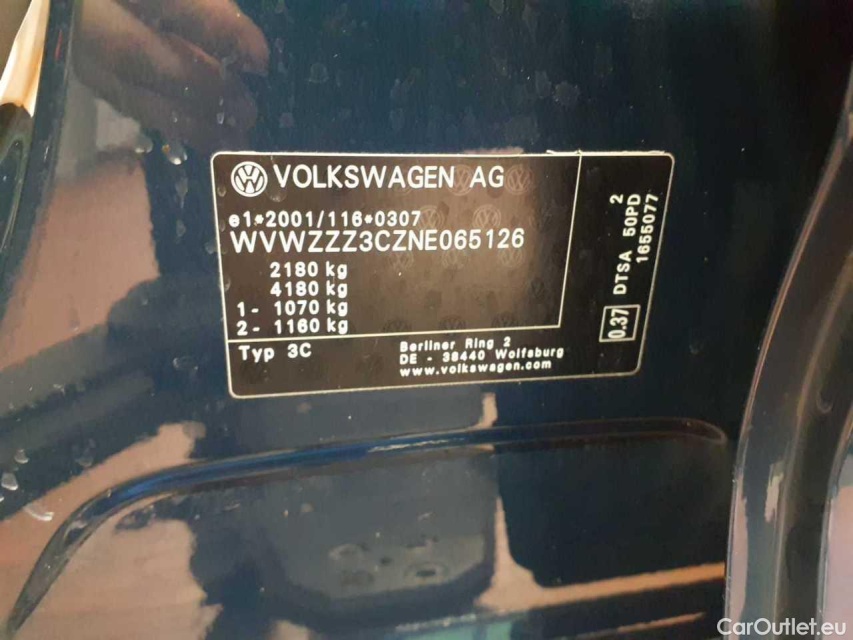 VOLKSWAGEN AG
e1*2001/116*0307
WVWZZZ3CZNE065126
2180 kg
4180 kg
1- 1070 kg
2- 1160 kg
Typ 3C
Berliner Ring 2
DE - 38440 Wolfsburg
www.volkswagen.com
0.37
DTSA 50PD 2
1655077
CarOutlet.eu